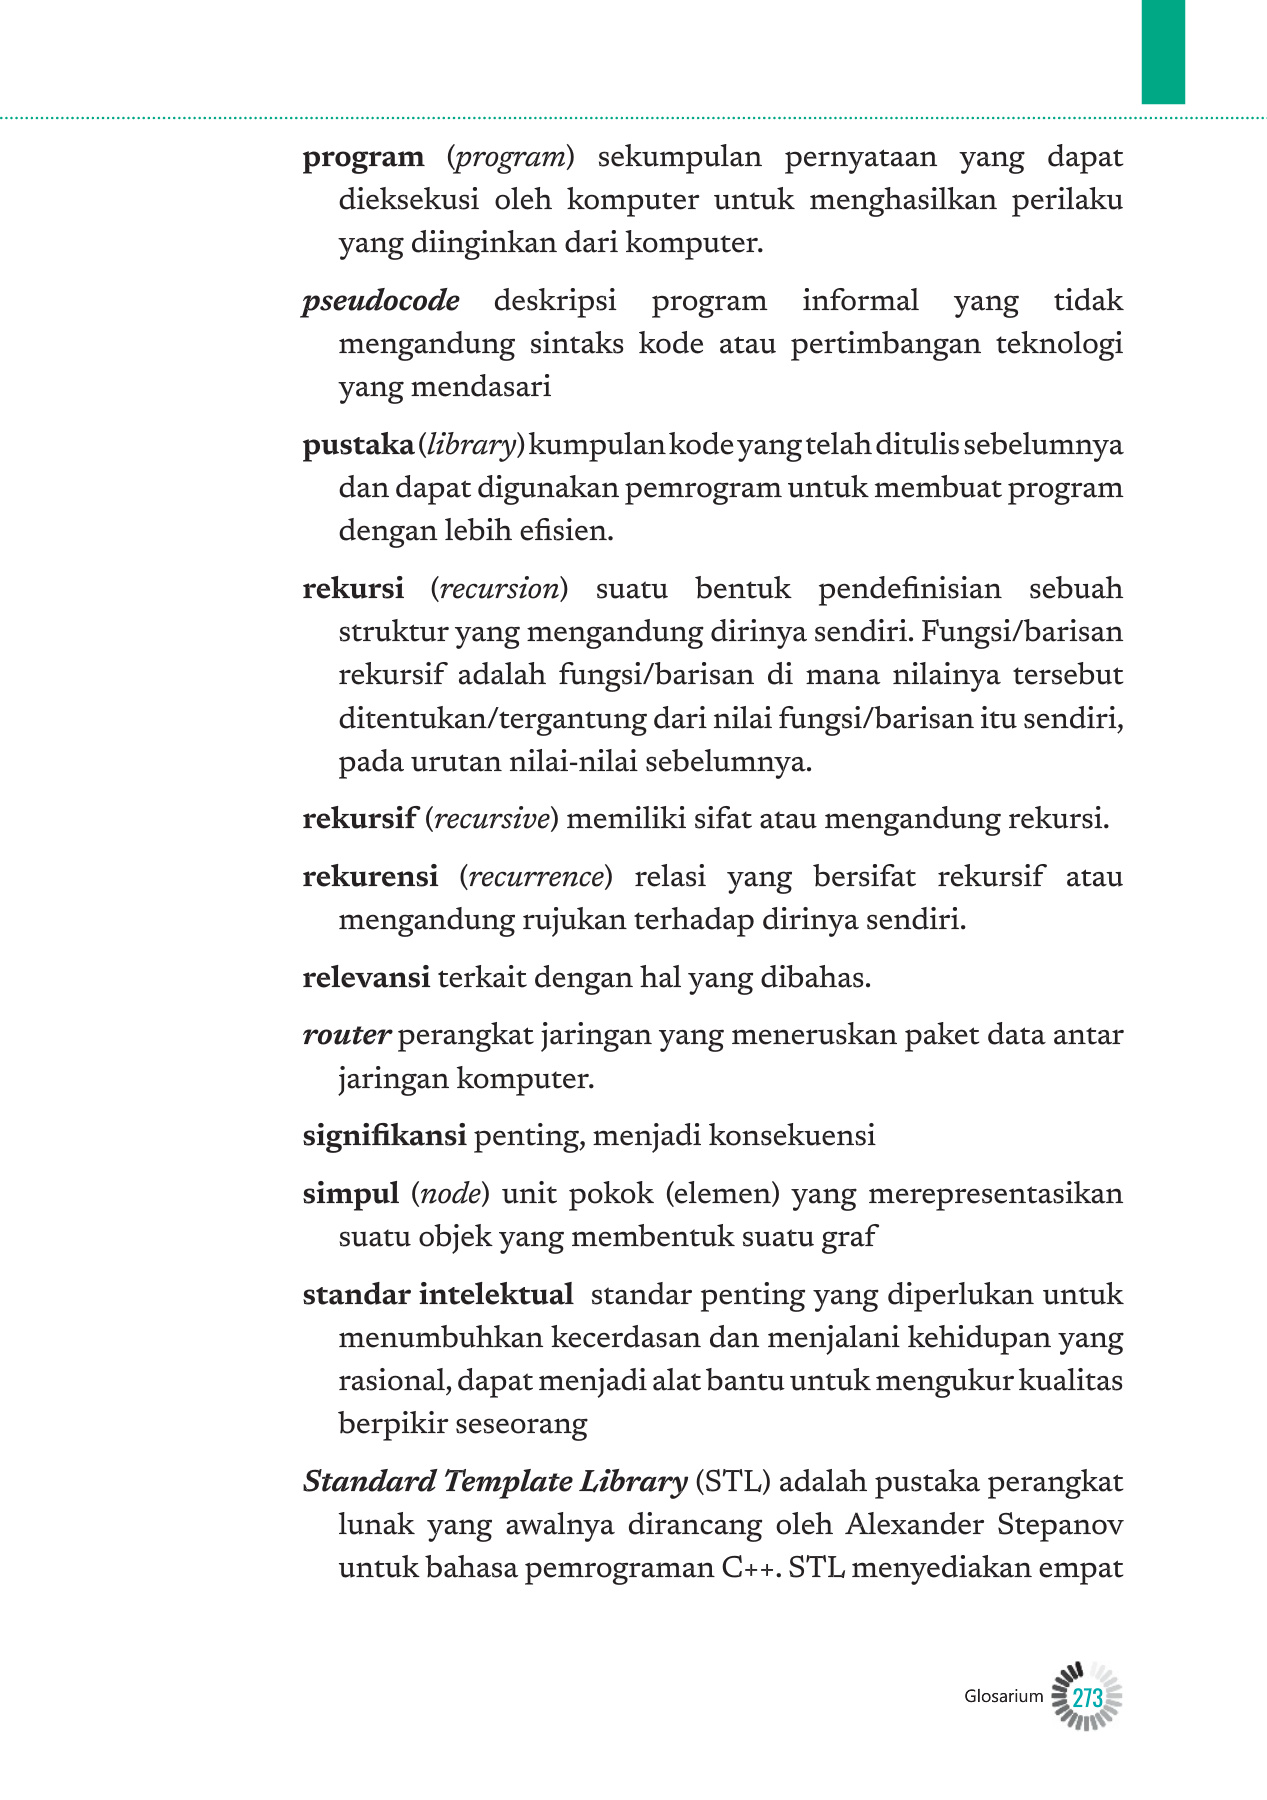 program (program) sekumpulan pernyataan yang dapat
dieksekusi oleh komputer untuk menghasilkan perilaku
yang diinginkan dari komputer.
pseudocode deskripsi program informal yang tidak
mengandung sintaks kode atau pertimbangan teknologi
yang mendasari
pustaka (library) kumpulan kode yang telah ditulis sebelumnya
dan dapat digunakan pemrogram untuk membuat program
dengan lebih efisien.
rekursi (recursion) suatu bentuk pendefinisian sebuah
struktur yang mengandung dirinya sendiri. Fungsi/barisan
rekursif adalah fungsi/barisan di mana nilainya tersebut
ditentukan/tergantung dari nilai fungsi/barisan itu sendiri,
pada urutan nilai-nilai sebelumnya.
rekursif (recursive) memiliki sifat atau mengandung rekursi.
rekurensi (recurrence) relasi yang bersifat rekursif atau
mengandung rujukan terhadap dirinya sendiri.
relevansi terkait dengan hal yang dibahas.
router perangkat jaringan yang meneruskan paket data antar
jaringan komputer.
signifikansi penting, menjadi konsekuensi
simpul (node) unit pokok (elemen) yang merepresentasikan
suatu objek yang membentuk suatu graf
standar intelektual standar penting yang diperlukan untuk
menumbuhkan kecerdasan dan menjalani kehidupan yang
rasional, dapat menjadi alat bantu untuk mengukur kualitas
berpikir seseorang
Standard Template Library (STL) adalah pustaka perangkat
lunak yang awalnya dirancang oleh Alexander Stepanov
untuk bahasa pemrograman C++. STL menyediakan empat
Glosarium 273